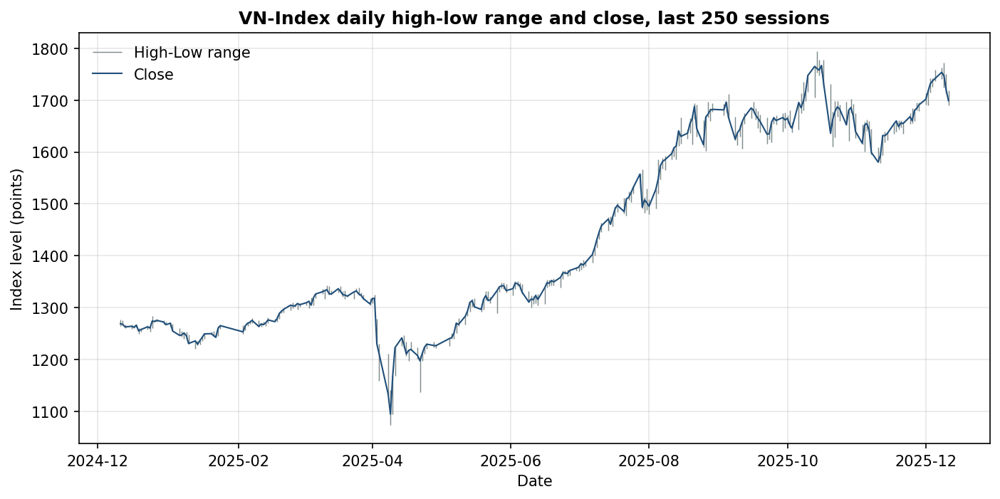 VN-Index daily high-low range and close, last 250 sessions
High-Low range
Close
Index level (points)
1800
1700
1600
1500
1400
1300
1200
1100
2024-12 2025-02 2025-04 2025-06 2025-08 2025-10 2025-12
Date